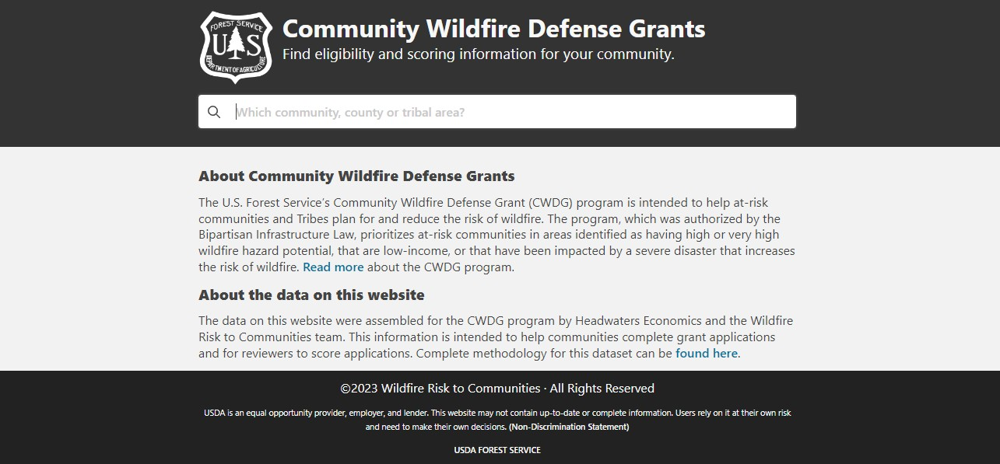 FOREST SERVICE
U S
DEPARTMENT OF AGRICULTURE
Community Wildfire Defense Grants
Find eligibility and scoring information for your community.
Which community, county or tribal area?
About Community Wildfire Defense Grants
The U.S. Forest Service’s Community Wildfire Defense Grant (CWDG) program is intended to help at-risk
communities and Tribes plan for and reduce the risk of wildfire. The program, which was authorized by the
Bipartisan Infrastructure Law, prioritizes at-risk communities in areas identified as having high or very high
wildfire hazard potential, that are low-income, or that have been impacted by a severe disaster that increases
the risk of wildfire. Read more about the CWDG program.
About the data on this website
The data on this website were assembled for the CWDG program by Headwaters Economics and the Wildfire
Risk to Communities team. This information is intended to help communities complete grant applications
and for reviewers to score applications. Complete methodology for this dataset can be found here.
©2023 Wildfire Risk to Communities · All Rights Reserved
USDA is an equal opportunity provider, employer, and lender. This website may not contain up-to-date or complete information. Users rely on it at their own risk
and need to make their own decisions. (Non-Discrimination Statement)
USDA FOREST SERVICE